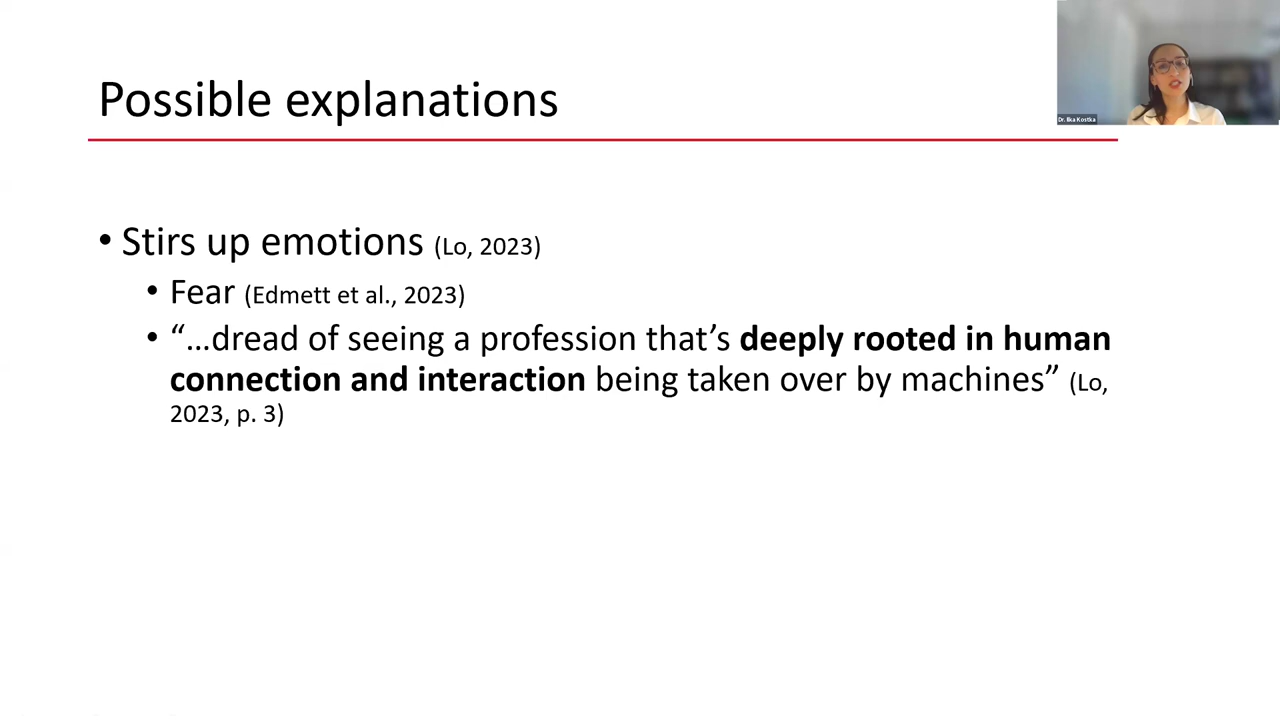 Possible explanations
Dr. Ilka Kostka
• Stirs up emotions (Lo, 2023)
• Fear (Edmett et al., 2023)
• “…dread of seeing a profession that’s deeply rooted in human
connection and interaction being taken over by machines” (Lo,
2023, p. 3)